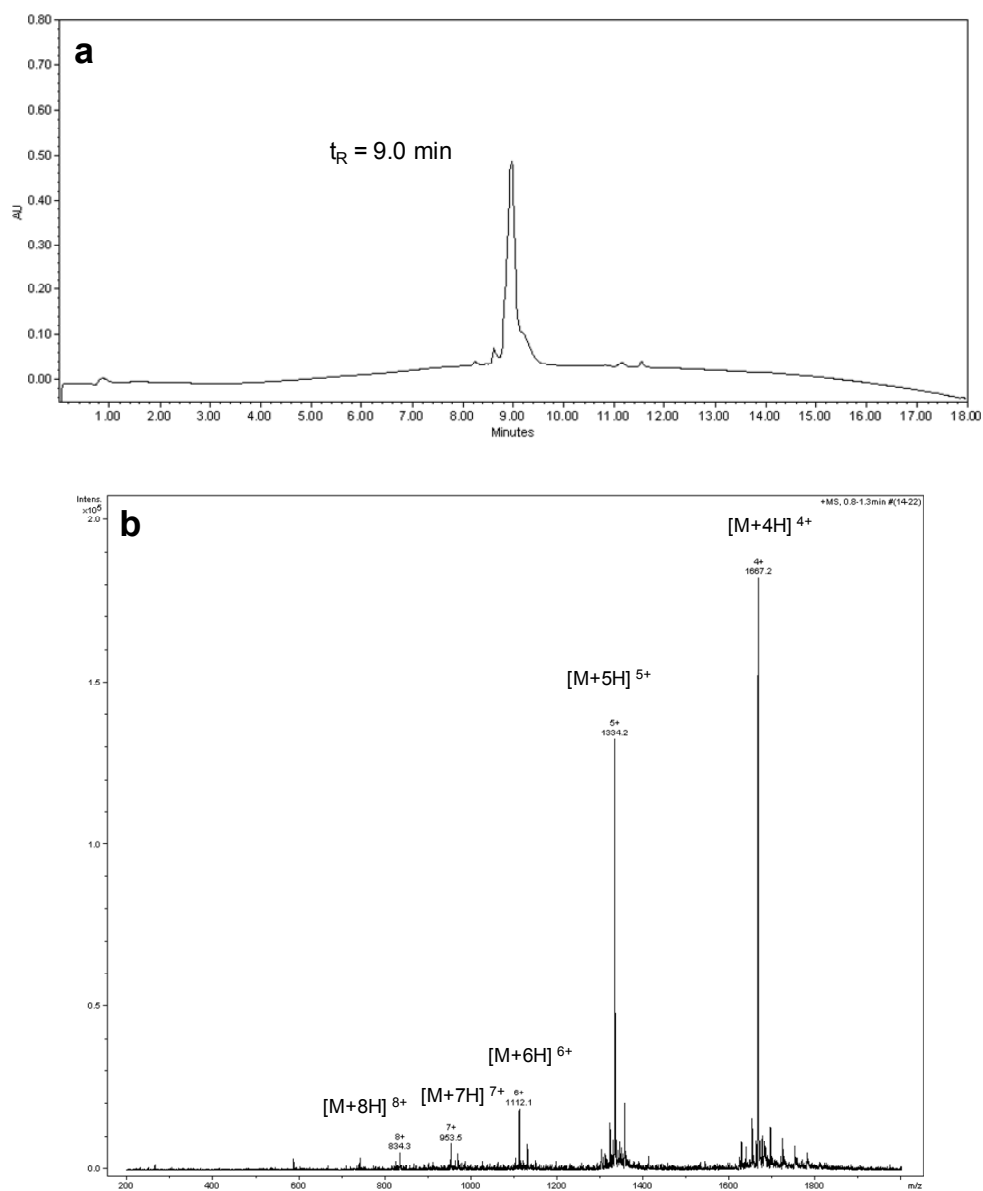 a
0.80
0.70
0.60
0.50
0.40
0.30
0.20
0.10
0.00
AU
tR = 9.0 min
1.00 2.00 3.00 4.00 5.00 6.00 7.00 8.00 9.00 10.00 11.00 12.00 13.00 14.00 15.00 16.00 17.00 18.00
Minutes
Intens.
x10⁵
b
+MS, 0.8-1.3min #(14-22)
2.0
1.5
1.0
0.5
0.0
[M+4H] 4+
4+
1667.2
[M+5H] 5+
5+
1334.2
[M+6H] 6+
6+
1112.1
[M+7H] 7+
7+
953.5
[M+8H] 8+
8+
834.3
200 400 600 800 1000 1200 1400 1600 1800 m/z